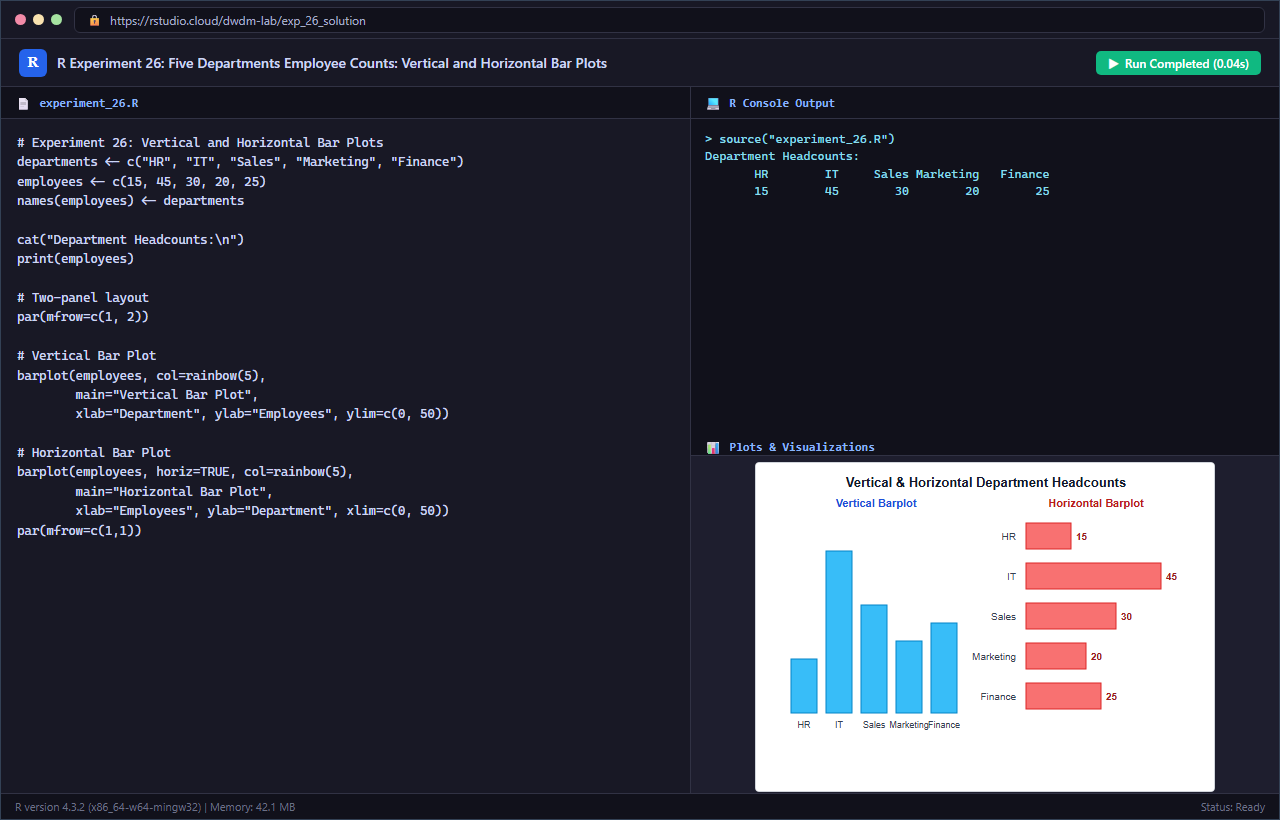 https://rstudio.cloud/dwdm-lab/exp_26_solution
R
R Experiment 26: Five Departments Employee Counts: Vertical and Horizontal Bar Plots
▶ Run Completed (0.04s)
experiment_26.R
# Experiment 26: Vertical and Horizontal Bar Plots
departments <- c("HR", "IT", "Sales", "Marketing", "Finance")
employees <- c(15, 45, 30, 20, 25)
names(employees) <- departments
cat("Department Headcounts:\n")
print(employees)
# Two-panel layout
par(mfrow=c(1, 2))
# Vertical Bar Plot
barplot(employees, col=rainbow(5),
main="Vertical Bar Plot",
xlab="Department", ylab="Employees", ylim=c(0, 50))
# Horizontal Bar Plot
barplot(employees, horiz=TRUE, col=rainbow(5),
main="Horizontal Bar Plot",
xlab="Employees", ylab="Department", xlim=c(0, 50))
par(mfrow=c(1,1))
R Console Output
> source("experiment_26.R")
Department Headcounts:
HR IT Sales Marketing Finance
15 45 30 20 25
Plots & Visualizations
Vertical & Horizontal Department Headcounts
Vertical Barplot
HR IT Sales Marketing Finance
Horizontal Barplot
HR 15
IT 45
Sales 30
Marketing 20
Finance 25
R version 4.3.2 (x86_64-w64-mingw32) | Memory: 42.1 MB
Status: Ready